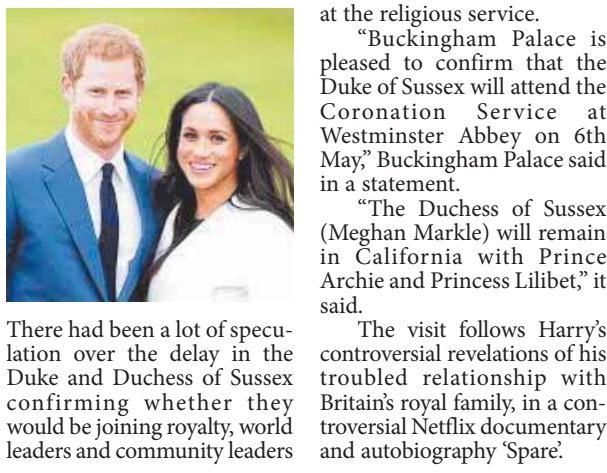 There had been a lot of specu-
lation over the delay in the
Duke and Duchess of Sussex
confirming whether they
would be joining royalty, world
leaders and community leaders
at the religious service.
“Buckingham Palace is
pleased to confirm that the
Duke of Sussex will attend the
Coronation Service at
Westminster Abbey on 6th
May,” Buckingham Palace said
in a statement.
“The Duchess of Sussex
(Meghan Markle) will remain
in California with Prince
Archie and Princess Lilibet,” it
said.
The visit follows Harry’s
controversial revelations of his
troubled relationship with
Britain’s royal family, in a con-
troversial Netflix documentary
and autobiography ‘Spare’.